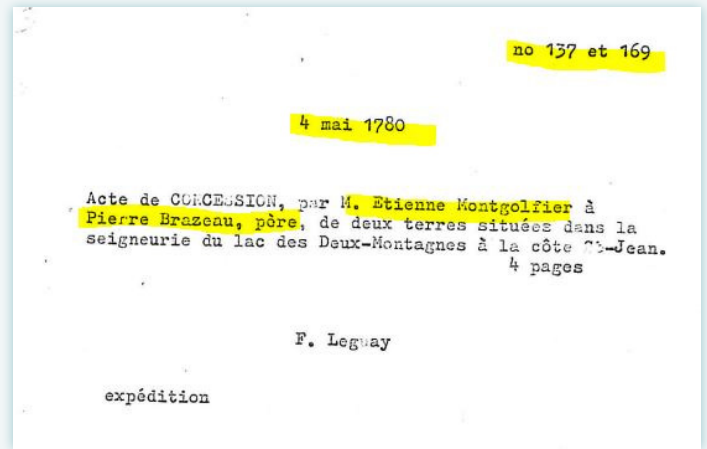 no 137 et 169
4 mai 1780
Acte de CONCESSION, par M. Etienne Montgolfier à
Pierre Brazeau, père, de deux terres situées dans la
seigneurie du lac des Deux-Montagnes à la côte St-Jean.
4 pages
F. Leguay
expédition